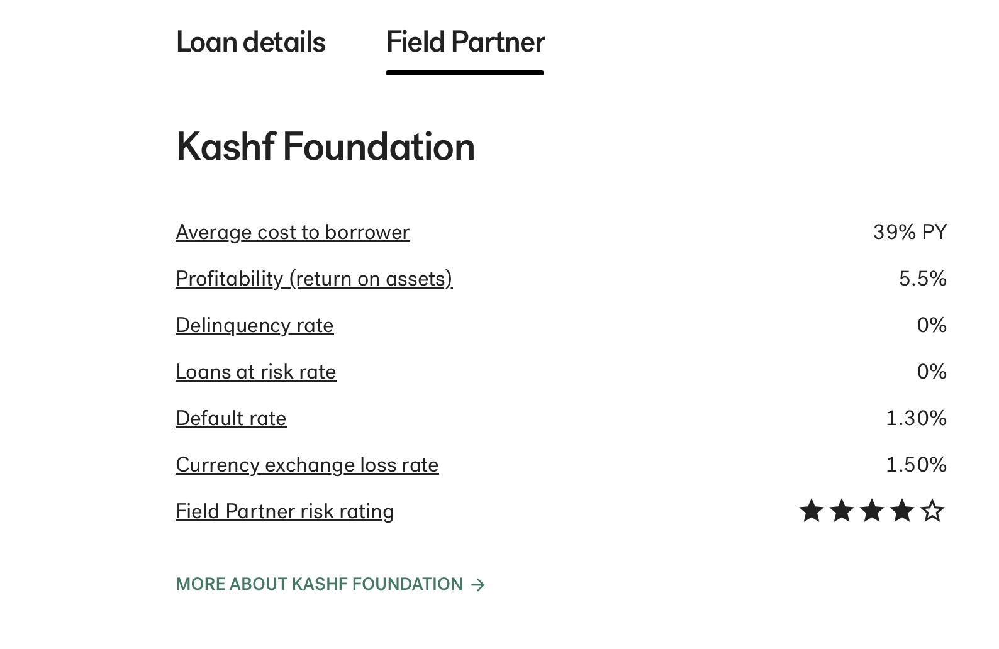 Loan details Field Partner
Kashf Foundation
Average cost to borrower 39% PY
Profitability (return on assets) 5.5%
Delinquency rate 0%
Loans at risk rate 0%
Default rate 1.30%
Currency exchange loss rate 1.50%
Field Partner risk rating ★★★★☆
MORE ABOUT KASHF FOUNDATION →